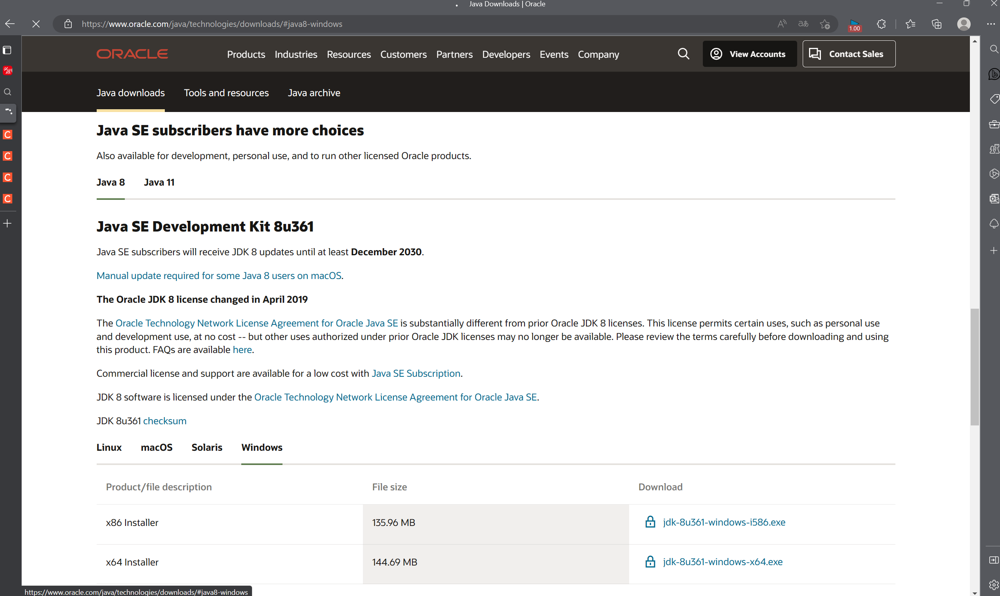 Java Downloads | Oracle
https://www.oracle.com/java/technologies/downloads/#java8-windows
1.00
ORACLE
Products Industries Resources Customers Partners Developers Events Company
View Accounts
Contact Sales
Java downloads Tools and resources Java archive
Java SE subscribers have more choices
Also available for development, personal use, and to run other licensed Oracle products.
Java 8 Java 11
Java SE Development Kit 8u361
Java SE subscribers will receive JDK 8 updates until at least December 2030.
Manual update required for some Java 8 users on macOS.
The Oracle JDK 8 license changed in April 2019
The Oracle Technology Network License Agreement for Oracle Java SE is substantially different from prior Oracle JDK 8 licenses. This license permits certain uses, such as personal use
and development use, at no cost -- but other uses authorized under prior Oracle JDK licenses may no longer be available. Please review the terms carefully before downloading and using
this product. FAQs are available here.
Commercial license and support are available for a low cost with Java SE Subscription.
JDK 8 software is licensed under the Oracle Technology Network License Agreement for Oracle Java SE.
JDK 8u361 checksum
Linux macOS Solaris Windows
Product/file description File size Download
x86 Installer 135.96 MB jdk-8u361-windows-i586.exe
x64 Installer 144.69 MB jdk-8u361-windows-x64.exe
https://www.oracle.com/java/technologies/downloads/#java8-windows
C
C
C
C